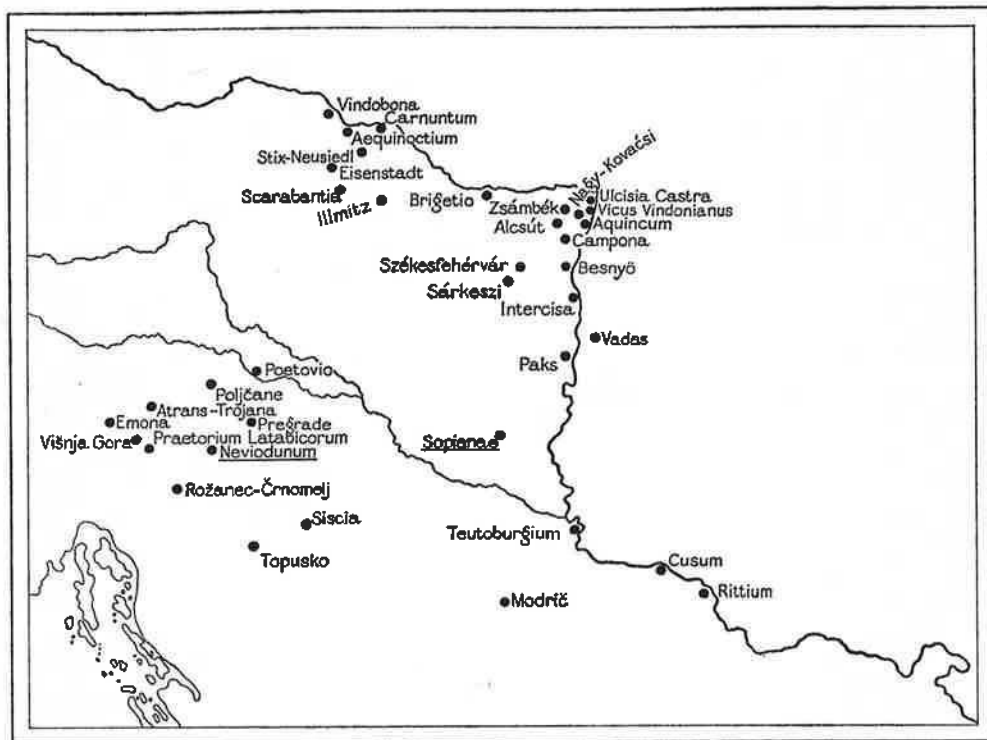 Vindobona
Carnuntum
Aequinoctium
Stix-Neusiedl
Eisenstadt
Scarabantia
Illmitz
Brigetio
Nagy-Kovaćsi
Zsámbék
Ulcisia Castra
Vicus Vindonianus
Alcsút
Aquincum
Campona
Székesfehérvár
Besnyö
Sárkeszi
Intercisa
Vadas
Paks
Poetovio
Poljčane
Atrans-Trojana
Emona
Pregrade
Višnja Gora
Praetorium Latabicorum
Neviodunum
Sopianae
Rožanec-Črnomelj
Siscia
Teutoburgium
Topusko
Cusum
Rittium
Modrič